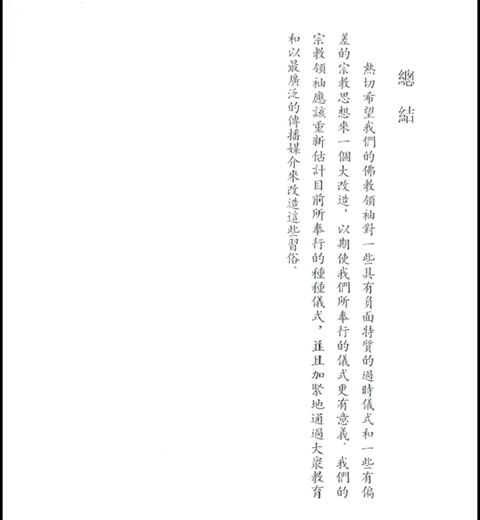 總結
熱切希望我們的佛教領袖對一些具有負面特質的過時儀式和一些有偏
差的宗教思想來一個大改造，以期使我們所奉行的儀式更有意義。我們的
宗教領袖應該重新估計目前所奉行的種種儀式，並且加緊地通過大衆教育
和以最廣泛的傳播媒介來改造這些習俗。